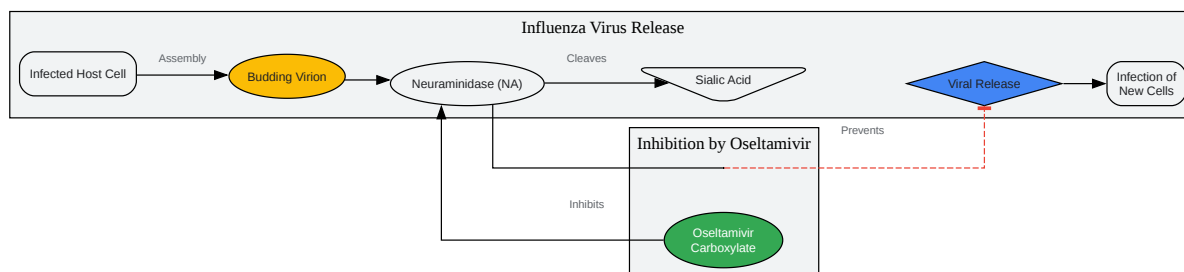 Influenza Virus Release
Infected Host Cell
Assembly
Budding Virion
Neuraminidase (NA)
Cleaves
Sialic Acid
Viral Release
Infection of
New Cells
Prevents
Inhibition by Oseltamivir
Inhibits
Oseltamivir
Carboxylate